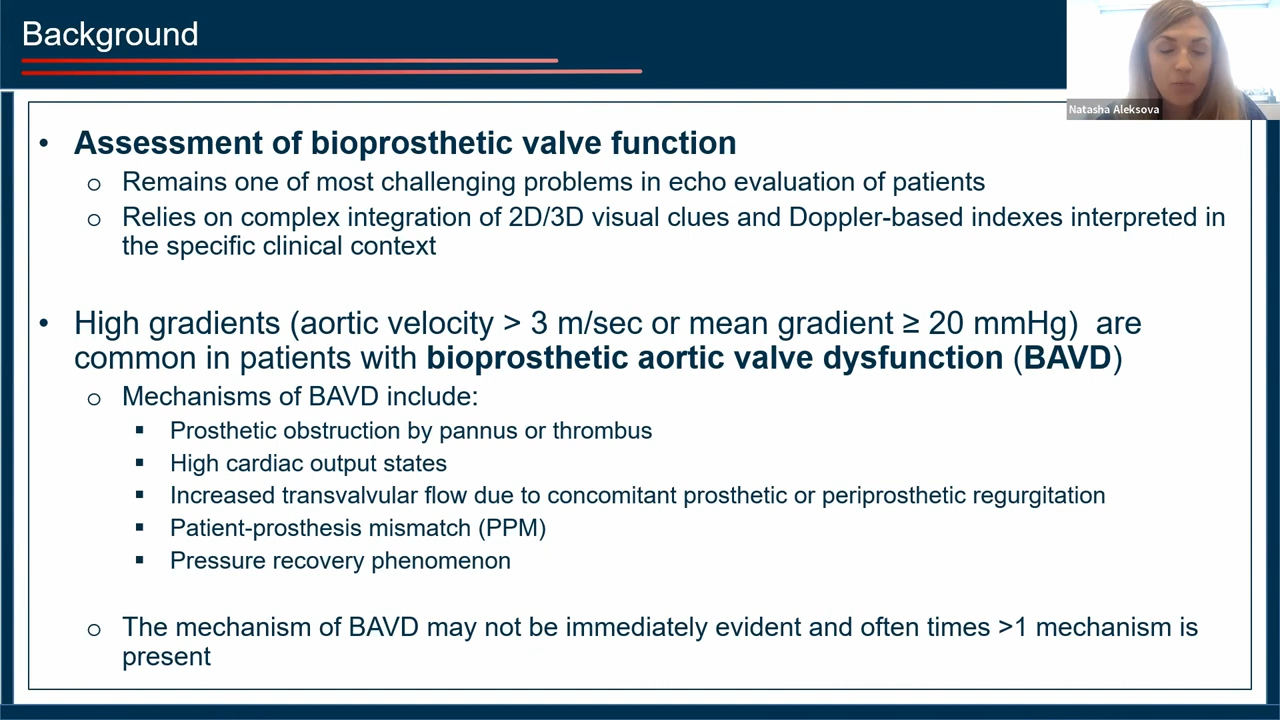 Background
Natasha Aleksova
• Assessment of bioprosthetic valve function
o Remains one of most challenging problems in echo evaluation of patients
o Relies on complex integration of 2D/3D visual clues and Doppler-based indexes interpreted in
the specific clinical context
• High gradients (aortic velocity > 3 m/sec or mean gradient ≥ 20 mmHg) are
common in patients with bioprosthetic aortic valve dysfunction (BAVD)
o Mechanisms of BAVD include:
▪ Prosthetic obstruction by pannus or thrombus
▪ High cardiac output states
▪ Increased transvalvular flow due to concomitant prosthetic or periprosthetic regurgitation
▪ Patient-prosthesis mismatch (PPM)
▪ Pressure recovery phenomenon
o The mechanism of BAVD may not be immediately evident and often times >1 mechanism is
present